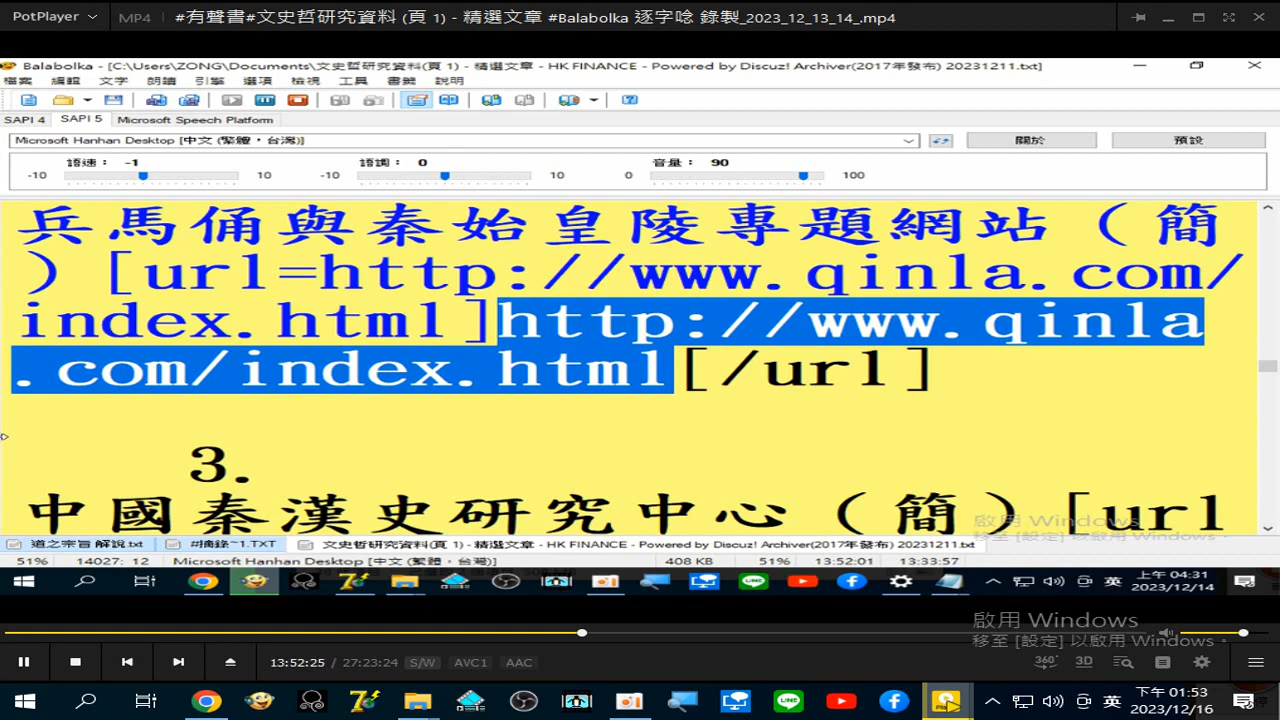 PotPlayer
MP4
#有聲書#文史哲研究資料 (頁 1) - 精選文章 #Balabolka 逐字唸 錄製_2023_12_13_14_.mp4
Balabolka - [C:\Users\ZONG\Documents\文史哲研究資料(頁 1) - 精選文章 - HK FINANCE - Powered by Discuz! Archiver(2017年發布) 20231211.txt]
檔案 編輯 文字 朗讀 引擎 選項 檢視 工具 書籤 說明
SAPI 4 SAPI 5 Microsoft Speech Platform
Microsoft Hanhan Desktop [中文 (繁體，台灣)]
關於 預設
語速： -1 語調： 0 音量： 90
-10 10 -10 10 0 100
兵馬俑與秦始皇陵專題網站（簡
）[url=http://www.qinla.com/
index.html]http://www.qinla
.com/index.html[/url]
3.
中國秦漢史研究中心（簡）[url
啟用 Windows
移至 [設定] 以啟用 Windows。
道之宗旨 解說.txt #摘錄~1.TXT 文史哲研究資料(頁 1) - 精選文章 - HK FINANCE - Powered by Discuz! Archiver(2017年發布) 20231211.txt
51% 14027: 12 Microsoft Hanhan Desktop [中文 (繁體，台灣)] 408 KB 51% 13:52:01 13:33:57
英 上午 04:31
2023/12/14
啟用 Windows
移至 [設定] 以啟用 Windows。
13:52:25 / 27:23:24 S/W AVC1 AAC
360° 3D
英 下午 01:53
2023/12/16